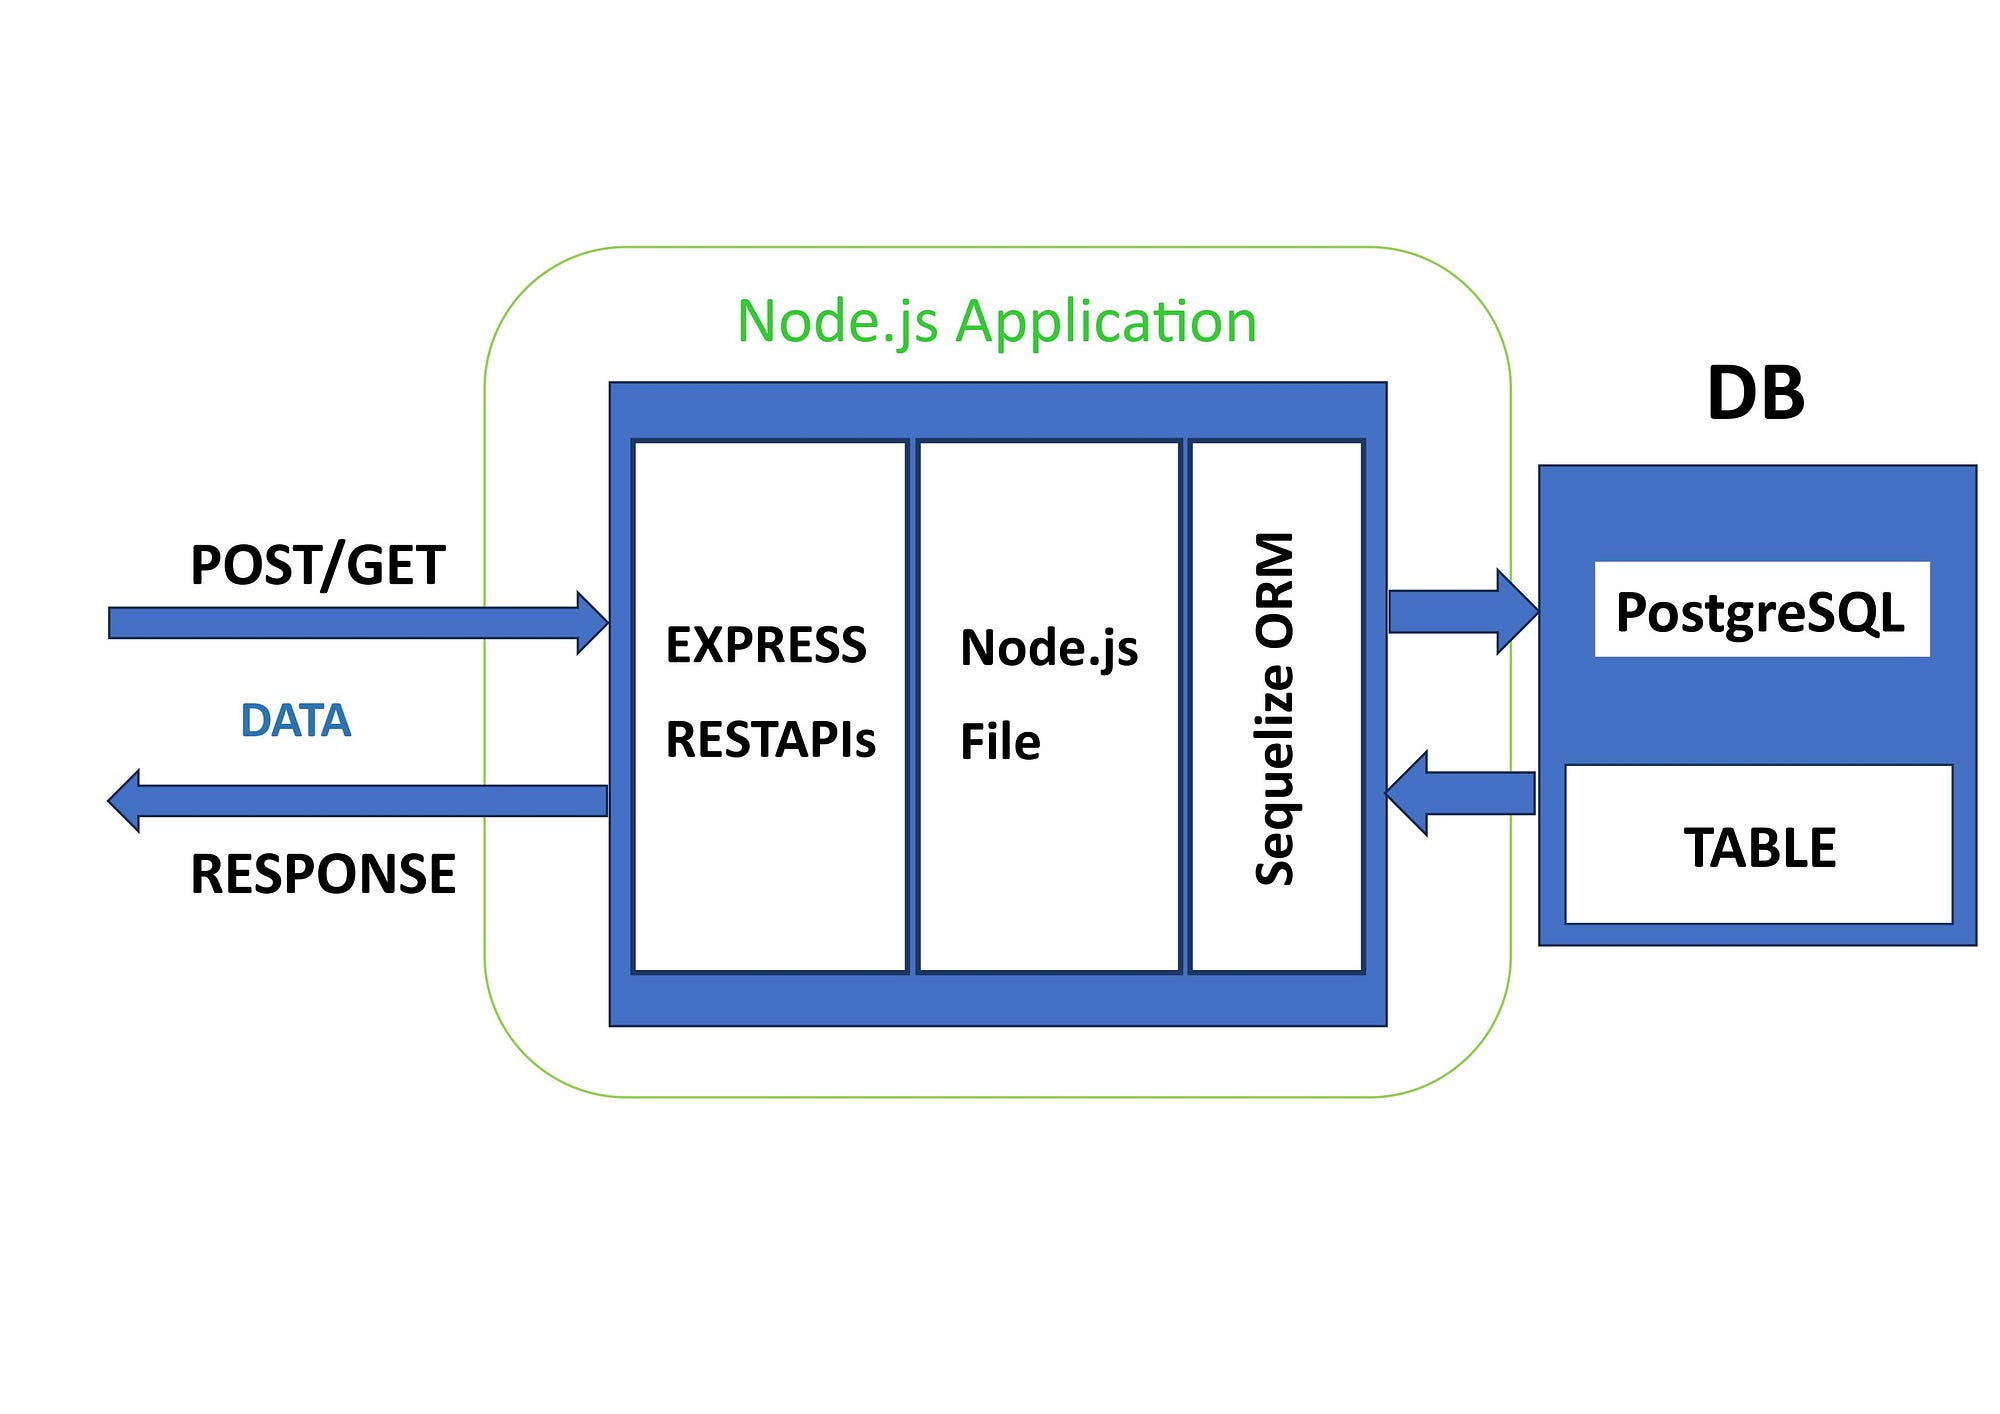 Node.js Application
DB
POST/GET
DATA
RESPONSE
EXPRESS
RESTAPIs
Node.js
File
Sequelize ORM
PostgreSQL
TABLE